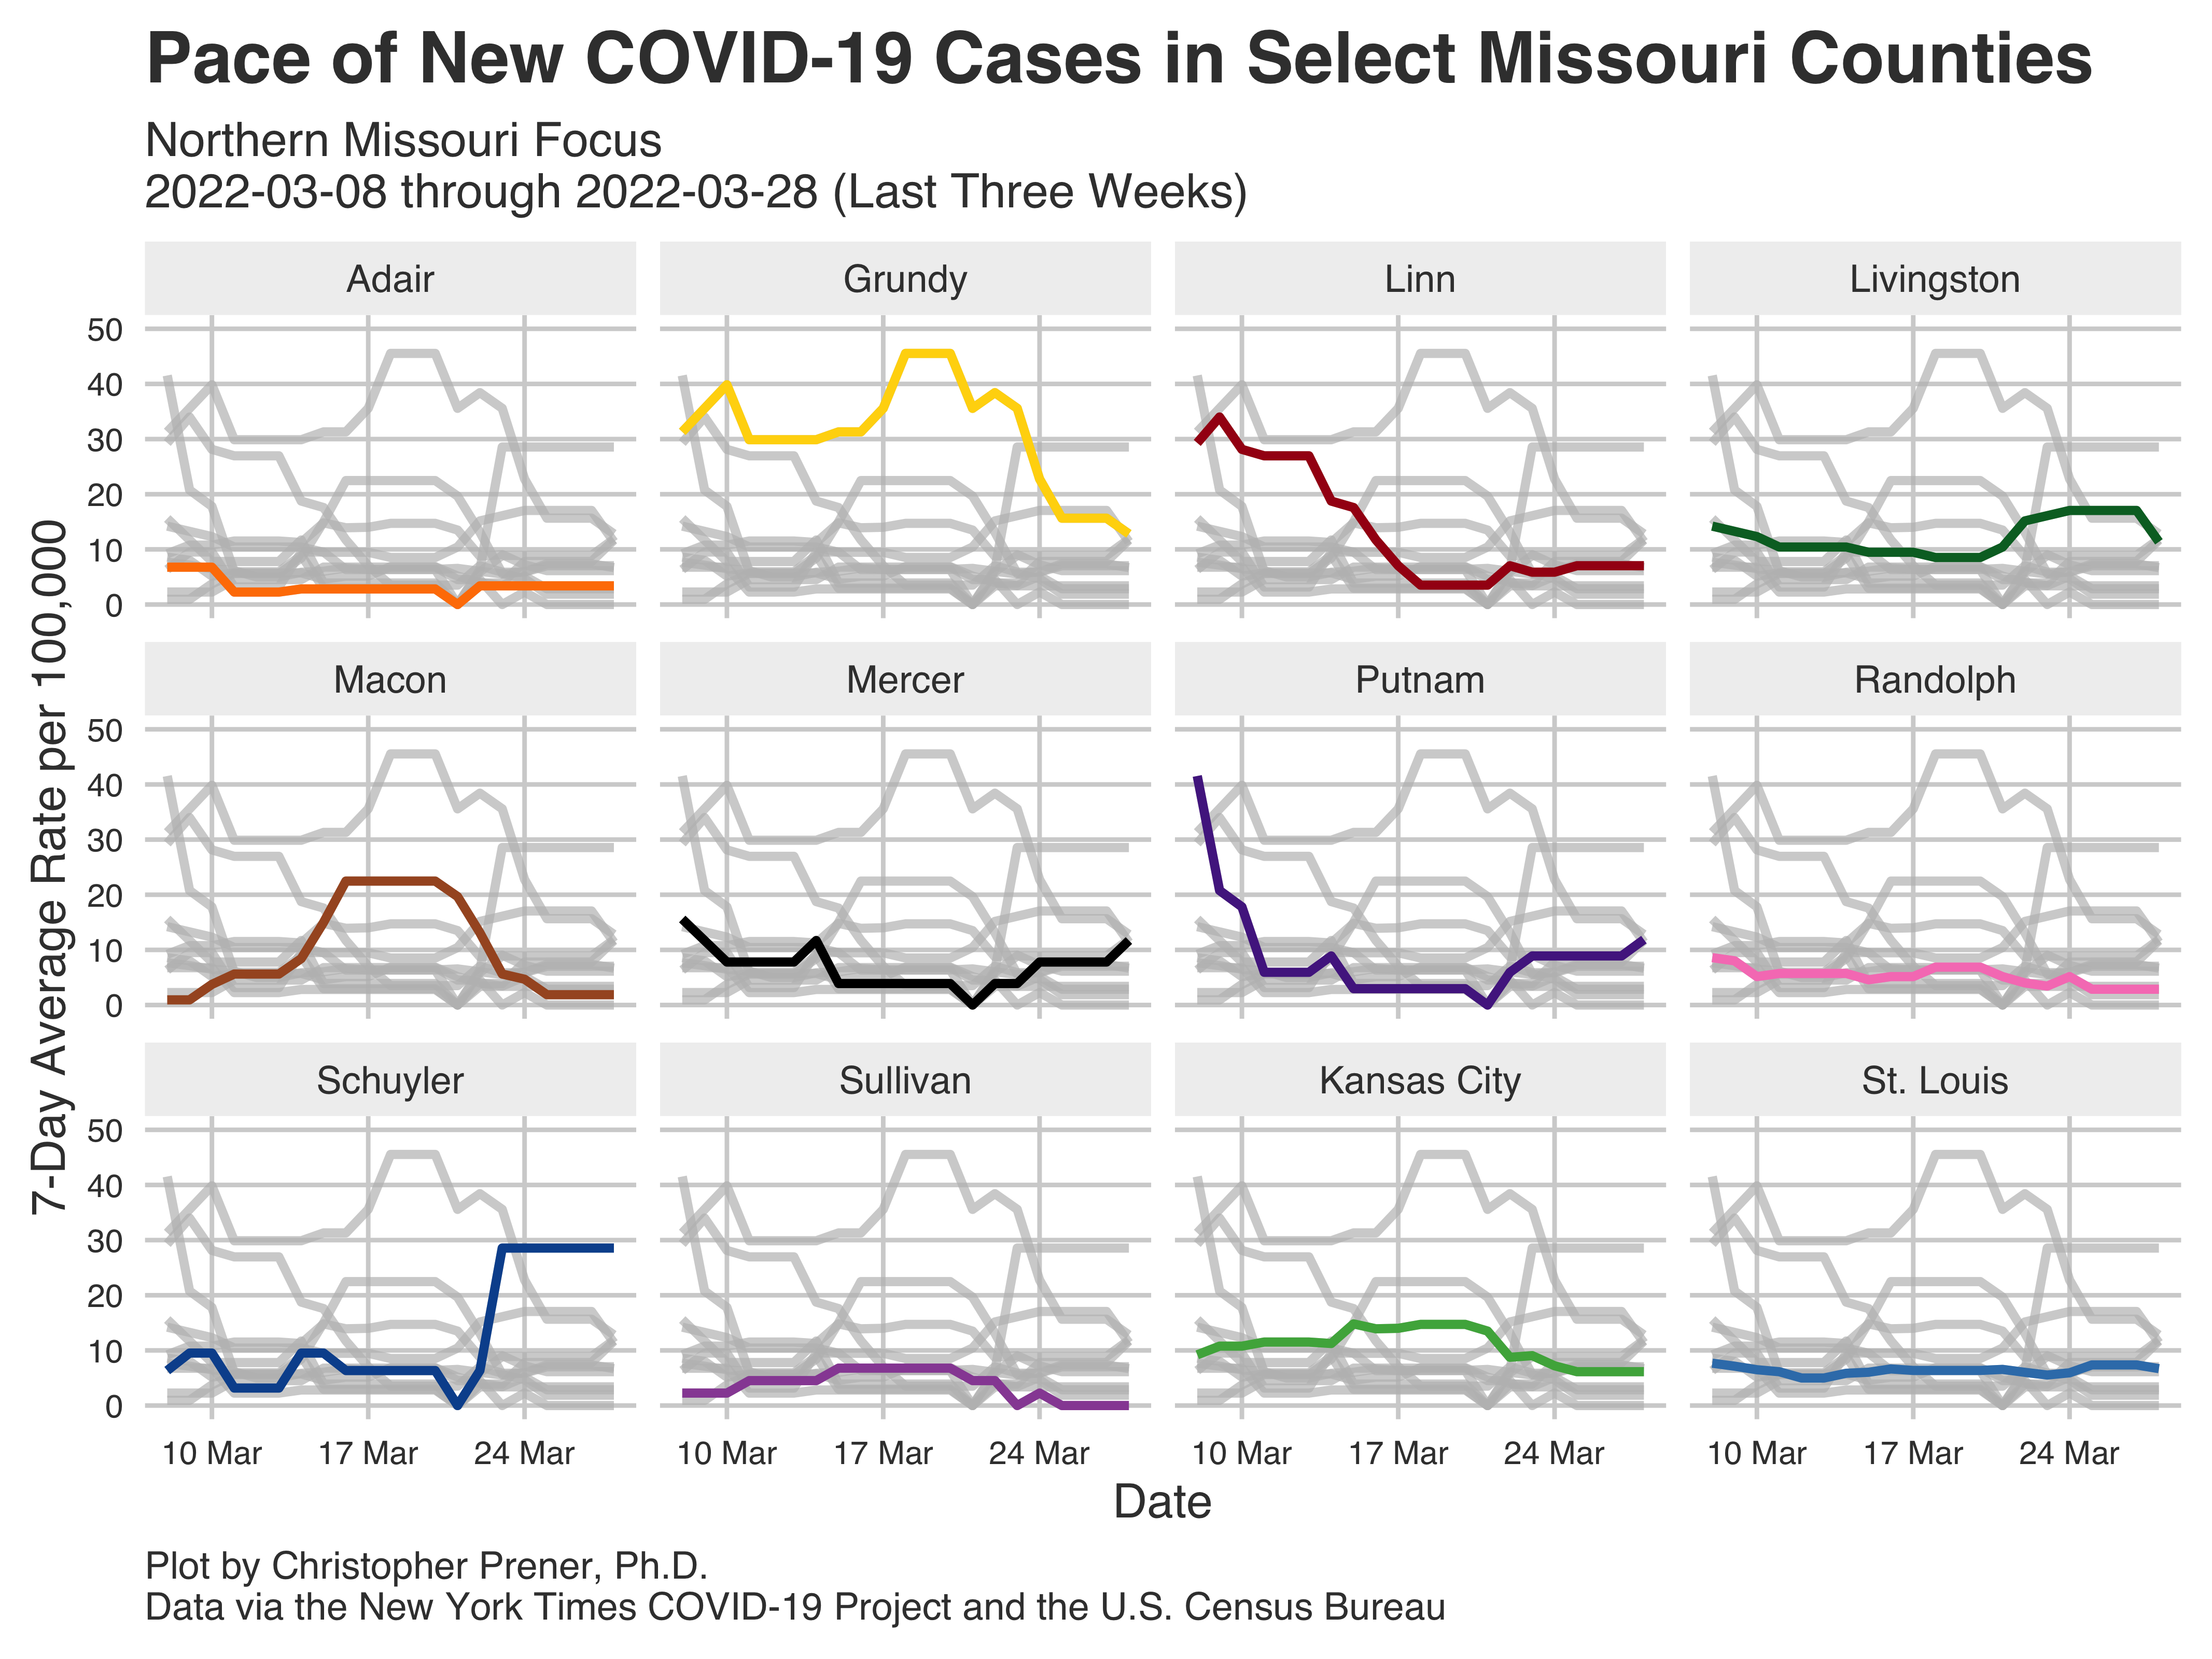 Pace of New COVID-19 Cases in Select Missouri Counties
Northern Missouri Focus
2022-03-08 through 2022-03-28 (Last Three Weeks)
7-Day Average Rate per 100,000
Adair
Grundy
Linn
Livingston
50
40
30
20
10
0
Macon
Mercer
Putnam
Randolph
50
40
30
20
10
0
Schuyler
Sullivan
Kansas City
St. Louis
50
40
30
20
10
0
10 Mar 17 Mar 24 Mar
10 Mar 17 Mar 24 Mar
10 Mar 17 Mar 24 Mar
10 Mar 17 Mar 24 Mar
Date
Plot by Christopher Prener, Ph.D.
Data via the New York Times COVID-19 Project and the U.S. Census Bureau